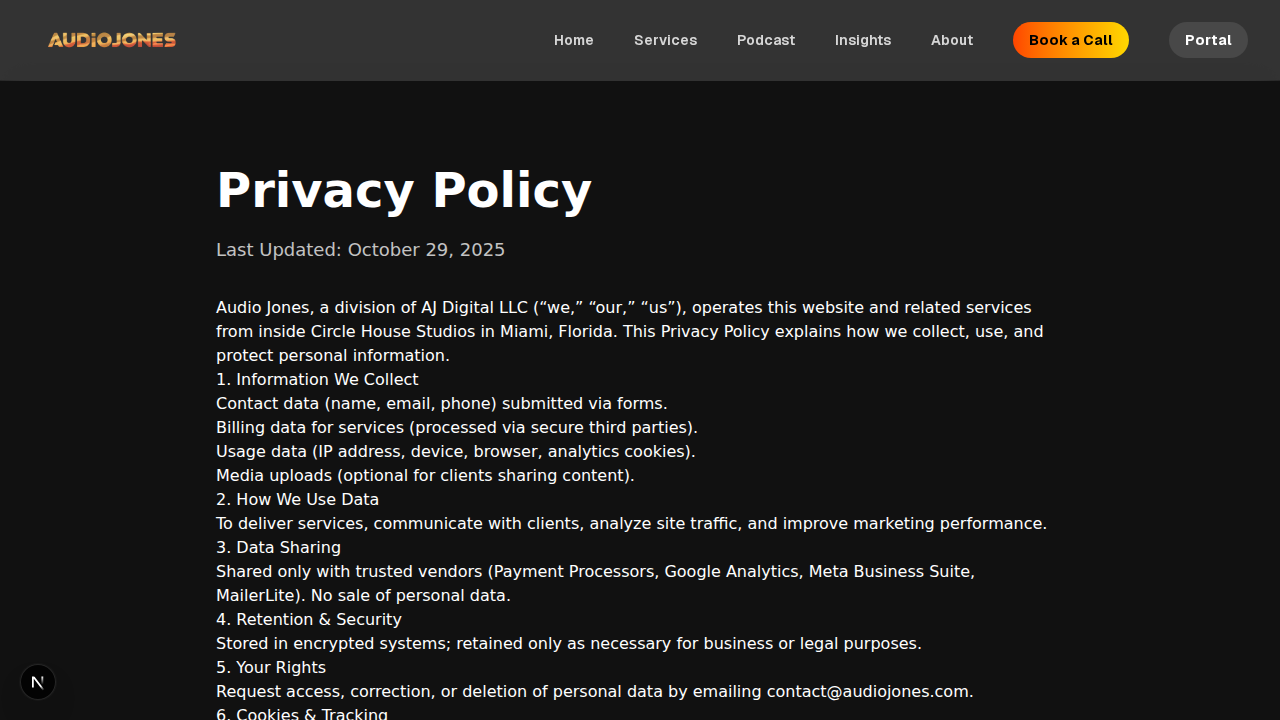 AUDIOJONES
Home
Services
Podcast
Insights
About
Book a Call
Portal
Privacy Policy
Last Updated: October 29, 2025
Audio Jones, a division of AJ Digital LLC (“we,” “our,” “us”), operates this website and related services
from inside Circle House Studios in Miami, Florida. This Privacy Policy explains how we collect, use, and
protect personal information.
1. Information We Collect
Contact data (name, email, phone) submitted via forms.
Billing data for services (processed via secure third parties).
Usage data (IP address, device, browser, analytics cookies).
Media uploads (optional for clients sharing content).
2. How We Use Data
To deliver services, communicate with clients, analyze site traffic, and improve marketing performance.
3. Data Sharing
Shared only with trusted vendors (Payment Processors, Google Analytics, Meta Business Suite,
MailerLite). No sale of personal data.
4. Retention & Security
Stored in encrypted systems; retained only as necessary for business or legal purposes.
5. Your Rights
Request access, correction, or deletion of personal data by emailing contact@audiojones.com.
6. Cookies & Tracking
N